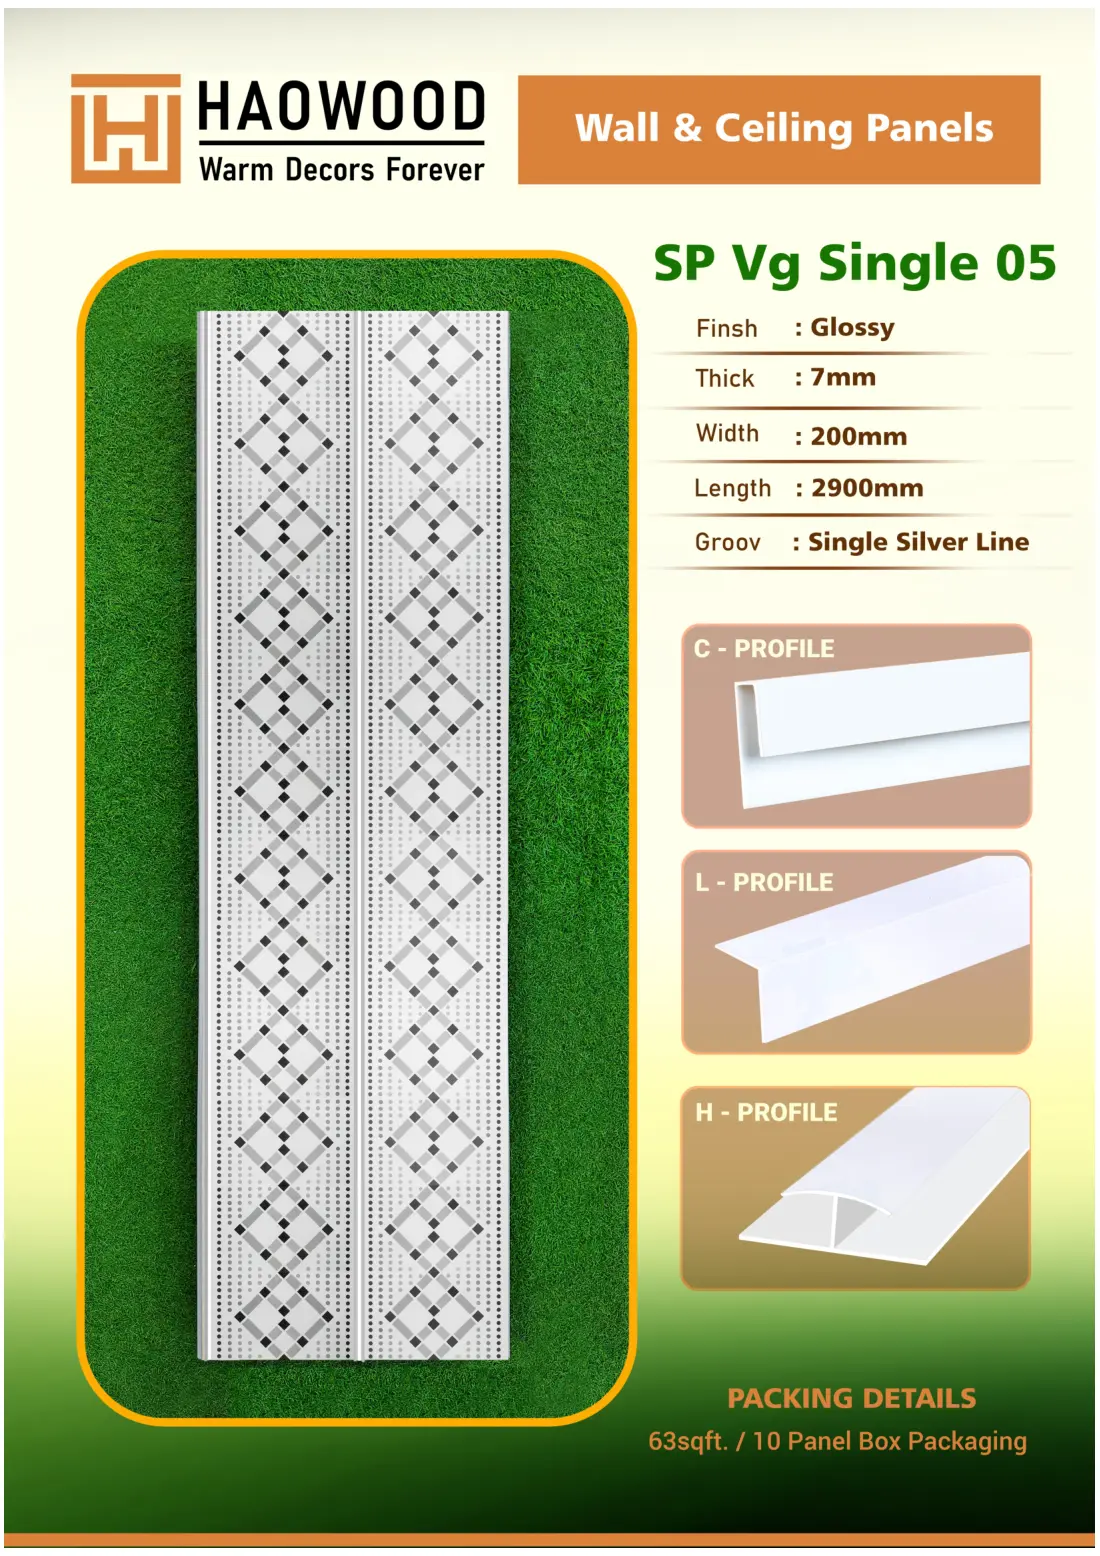 HAOWOOD
Warm Decors Forever
Wall & Ceiling Panels
SP Vg Single 05
Finsh : Glossy
Thick : 7mm
Width : 200mm
Length : 2900mm
Groov : Single Silver Line
C - PROFILE
L - PROFILE
H - PROFILE
PACKING DETAILS
63sqft. / 10 Panel Box Packaging